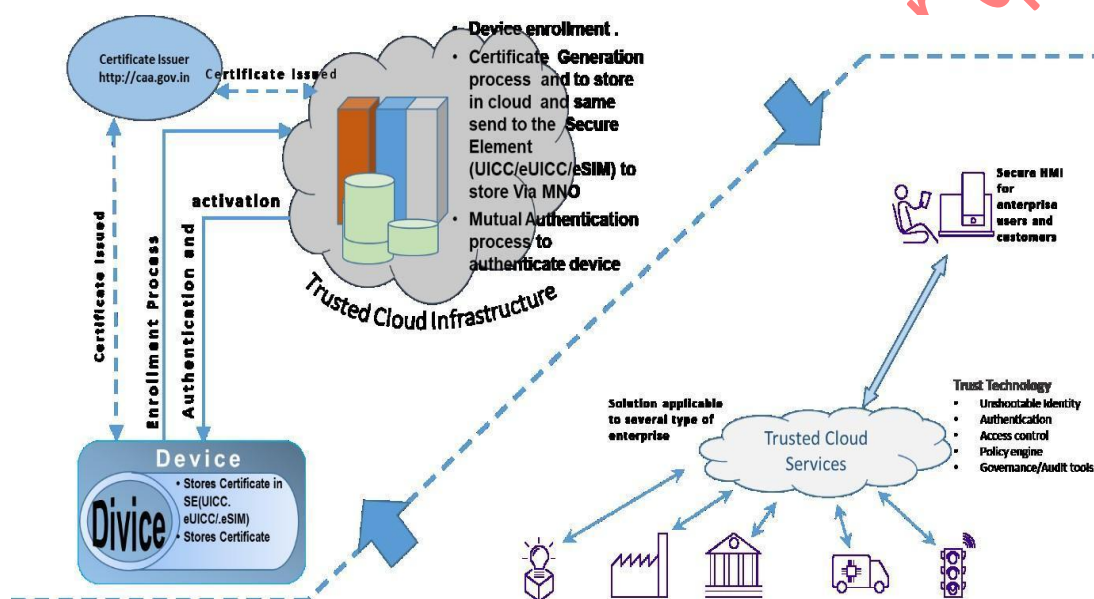 Certificate Issuer
http://caa.gov.in
Certificate Issued
• Device enrollment .
• Certificate Generation
process and to store
in cloud and same
send to the Secure
Element
(UICC/eUICC/eSIM) to
store Via MNO
• Mutual Authentication
process to
authenticate device
Trusted Cloud Infrastructure
activation
Certificate Issued
Enrollment Process
Authentication and
Device
Divice
• Stores Certificate in
SE(UICC.
eUICC/.eSIM)
• Stores Certificate
Secure HMI
for
enterprise
users and
customers
Solution applicable
to several type of
enterprise
Trusted Cloud
Services
Trust Technology
• Unshootable Identity
• Authentication
• Access control
• Policy engine
• Governance/Audit tools